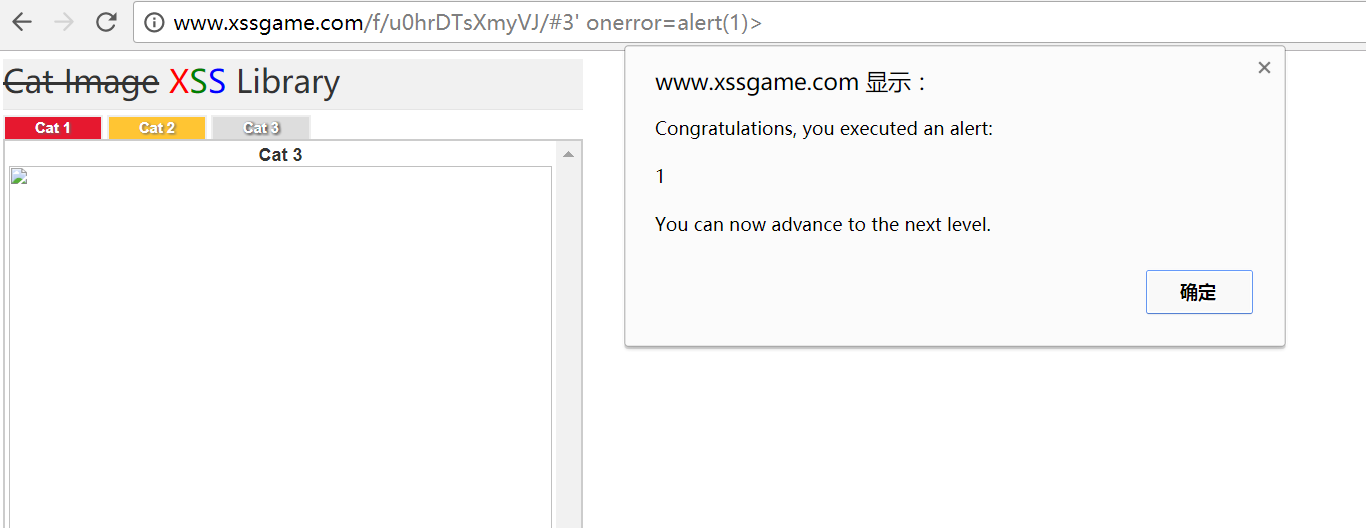 www.xssgame.com/f/u0hrDTsXmyVJ/#3' onerror=alert(1)>
Cat Image XSS Library
Cat 1 Cat 2 Cat 3
Cat 3
www.xssgame.com 显示：
Congratulations, you executed an alert:
1
You can now advance to the next level.
确定